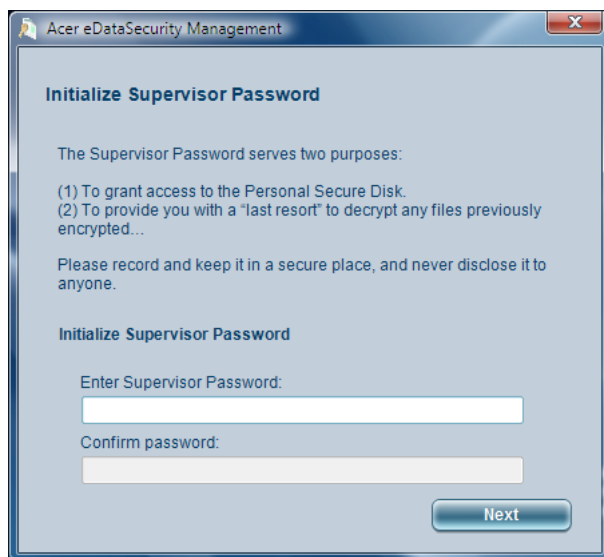 Acer eDataSecurity Management
Initialize Supervisor Password
The Supervisor Password serves two purposes:
(1) To grant access to the Personal Secure Disk.
(2) To provide you with a “last resort” to decrypt any files previously
encrypted...
Please record and keep it in a secure place, and never disclose it to
anyone.
Initialize Supervisor Password
Enter Supervisor Password:
Confirm password:
Next